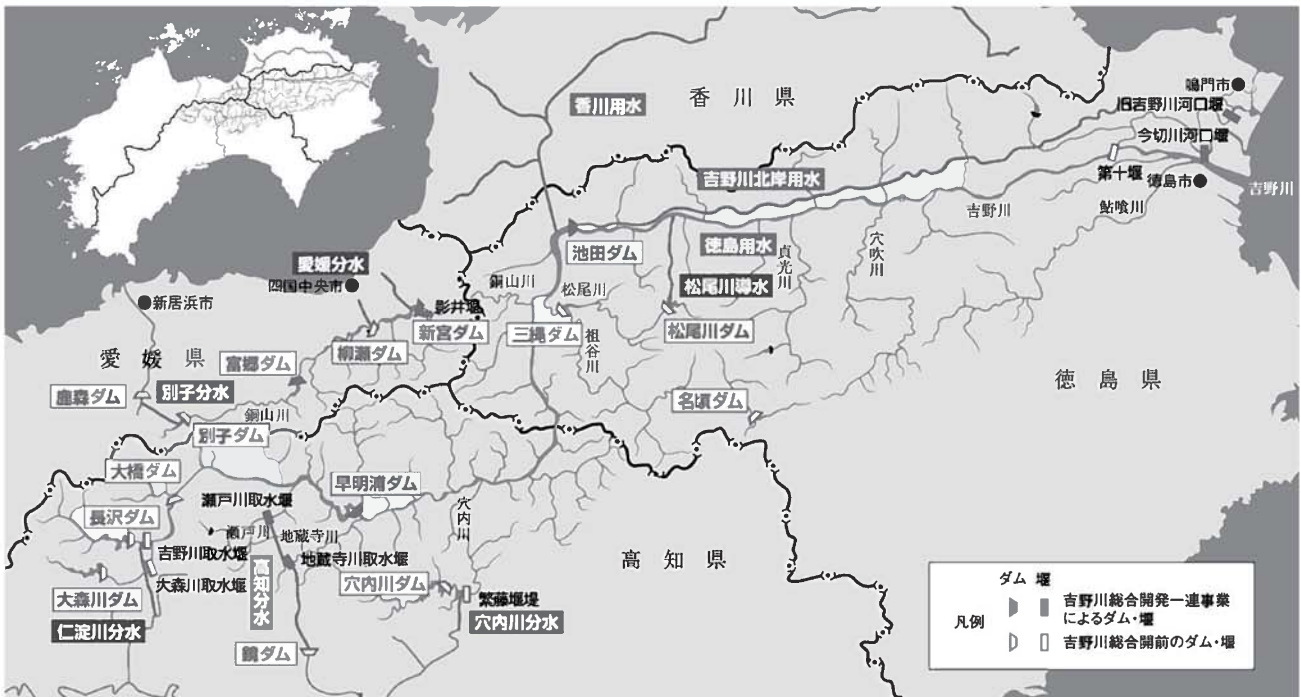 鳴門市
旧吉野川河口堰
香川用水
香川県
今切川河口堰
第十堰
徳島市
吉野川
吉野川北岸用水
吉野川
鮎喰川
池田ダム
徳島用水
貞光川
穴吹川
愛媛分水
四国中央市
銅山川
松尾川
松尾川導水
新居浜市
影井堰
新宮ダム
三縄ダム
祖谷川
松尾川ダム
愛媛県
富郷ダム
柳瀬ダム
徳島県
鹿森ダム
別子分水
銅山川
名頃ダム
別子ダム
大橋ダム
早明浦ダム
瀬戸川取水堰
穴内川
長沢ダム
瀬戸川
地蔵寺川
吉野川取水堰
地蔵寺川取水堰
高知県
大森川取水堰
高知分水
穴内川ダム
大森川ダム
繁藤堰堤
仁淀川分水
穴内川分水
鏡ダム
ダム 堰
凡例
吉野川総合開発一連事業
によるダム・堰
吉野川総合開前のダム・堰